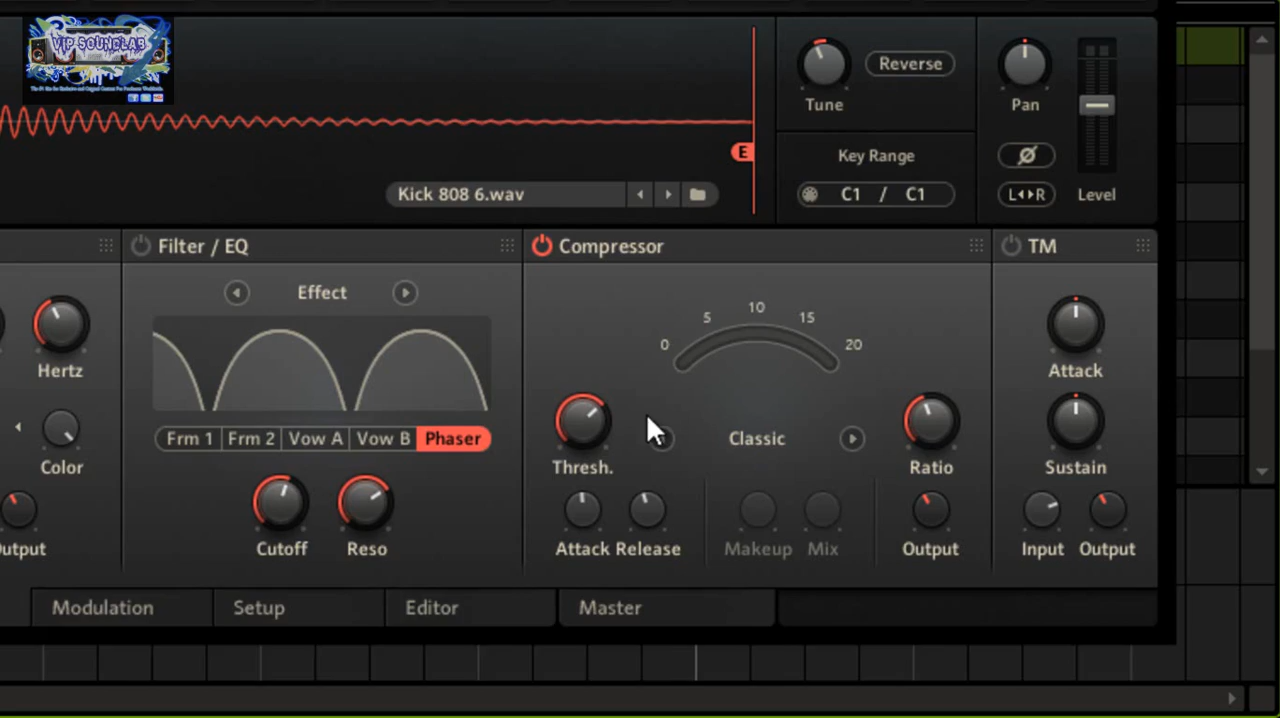 VIP SOUNDLAB
Tune
Reverse
Pan
Key Range
C1 / C1
L R
Level
E
Kick 808 6.wav
Filter / EQ
Compressor
TM
Effect
0
5
10
15
20
Hertz
Attack
Frm 1
Frm 2
Vow A
Vow B
Phaser
Classic
Color
Thresh.
Ratio
Sustain
Output
Cutoff
Reso
Attack
Release
Makeup
Mix
Output
Input
Output
Modulation
Setup
Editor
Master